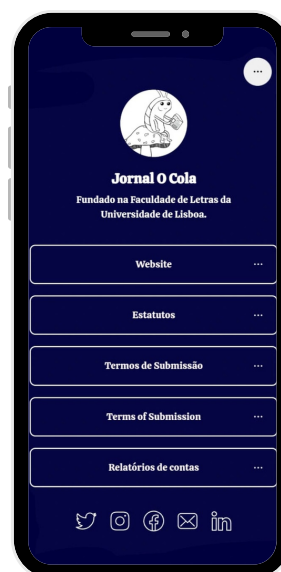 Jornal O Cola
Fundado na Faculdade de Letras da
Universidade de Lisboa.
Website
Estatutos
Termos de Submissão
Terms of Submission
Relatórios de contas